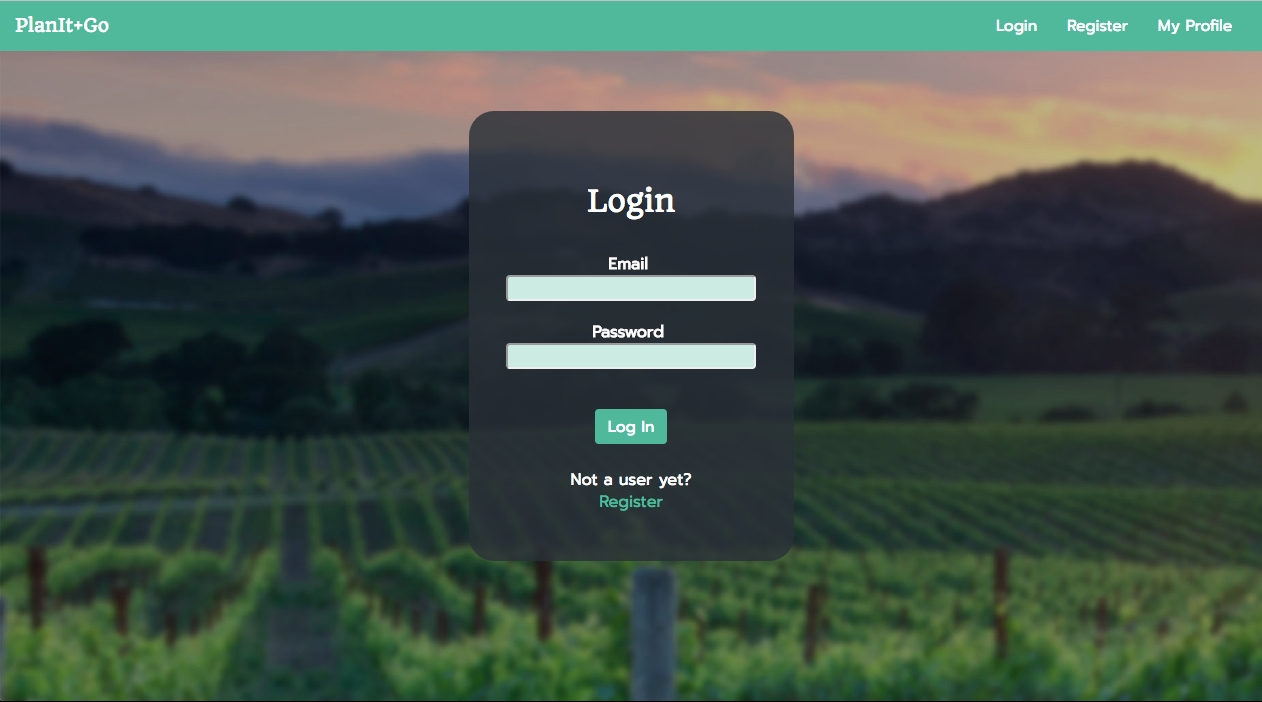 PlanIt+Go
Login Register My Profile
Login
Email
Password
Log In
Not a user yet?
Register